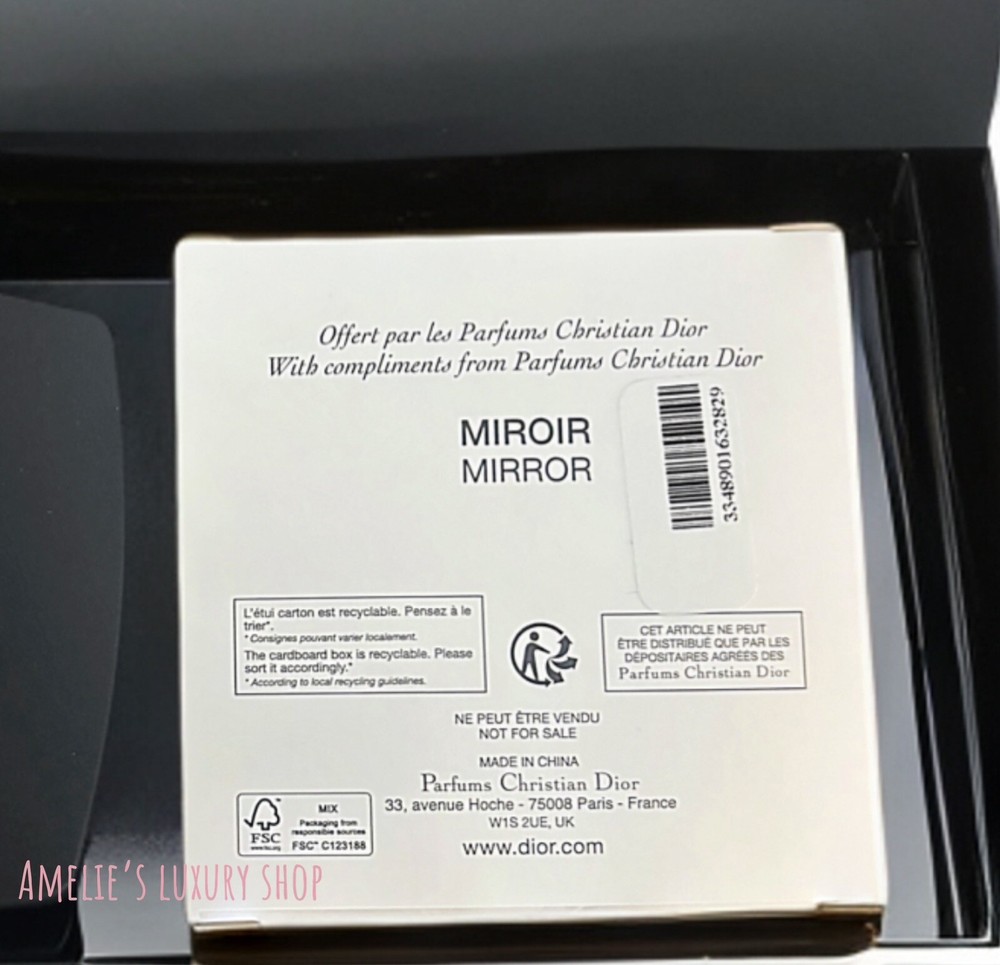 Offert par les Parfums Christian Dior
With compliments from Parfums Christian Dior
MIROIR
MIRROR
3348901632829
L'étui carton est recyclable. Pensez à le
trier*.
* Consignes pouvant varier localement.
The cardboard box is recyclable. Please
sort it accordingly.*
* According to local recycling guidelines.
CET ARTICLE NE PEUT
ÊTRE DISTRIBUÉ QUE PAR LES
DÉPOSITAIRES AGRÉÉS DES
Parfums Christian Dior
NE PEUT ÊTRE VENDU
NOT FOR SALE
MADE IN CHINA
Parfums Christian Dior
33, avenue Hoche - 75008 Paris - France
W1S 2UE, UK
www.dior.com
FSC
www.fsc.org
MIX
Packaging from
responsible sources
FSC™ C123188
AMELIE'S LUXURY SHOP